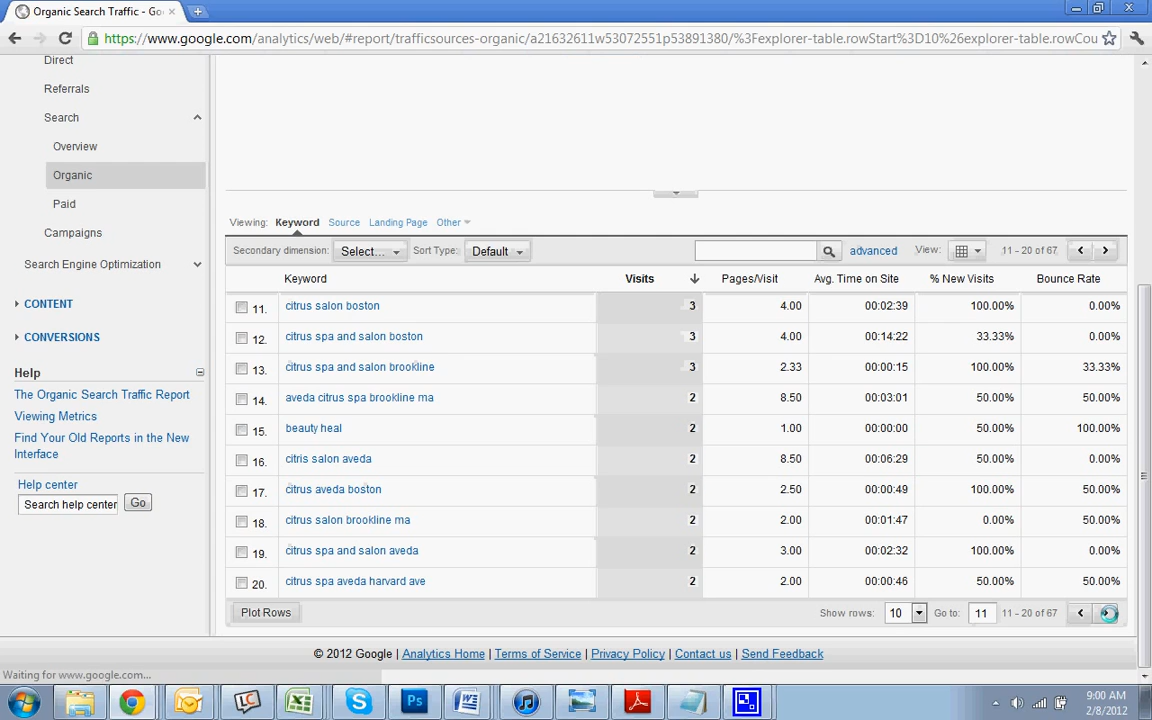 Organic Search Traffic - Go
https://www.google.com/analytics/web/#report/trafficsources-organic/a21632611w53072551p53891380/%3Fexplorer-table.rowStart%3D10%26explorer-table.rowCou
Direct
Referrals
Search
Overview
Organic
Paid
Campaigns
Search Engine Optimization
CONTENT
CONVERSIONS
Help
The Organic Search Traffic Report
Viewing Metrics
Find Your Old Reports in the New
Interface
Help center
Search help center Go
Viewing: Keyword Source Landing Page Other
Secondary dimension: Select... Sort Type: Default advanced View: 11 - 20 of 67
Keyword Visits Pages/Visit Avg. Time on Site % New Visits Bounce Rate
11. citrus salon boston 3 4.00 00:02:39 100.00% 0.00%
12. citrus spa and salon boston 3 4.00 00:14:22 33.33% 0.00%
13. citrus spa and salon brookline 3 2.33 00:00:15 100.00% 33.33%
14. aveda citrus spa brookline ma 2 8.50 00:03:01 50.00% 50.00%
15. beauty heal 2 1.00 00:00:00 50.00% 100.00%
16. citris salon aveda 2 8.50 00:06:29 50.00% 0.00%
17. citrus aveda boston 2 2.50 00:00:49 100.00% 50.00%
18. citrus salon brookline ma 2 2.00 00:01:47 0.00% 50.00%
19. citrus spa and salon aveda 2 3.00 00:02:32 100.00% 0.00%
20. citrus spa aveda harvard ave 2 2.00 00:00:46 50.00% 50.00%
Plot Rows Show rows: 10 Go to: 11 11 - 20 of 67
© 2012 Google | Analytics Home | Terms of Service | Privacy Policy | Contact us | Send Feedback
Waiting for www.google.com...
LC S Ps W
9:00 AM
2/8/2012